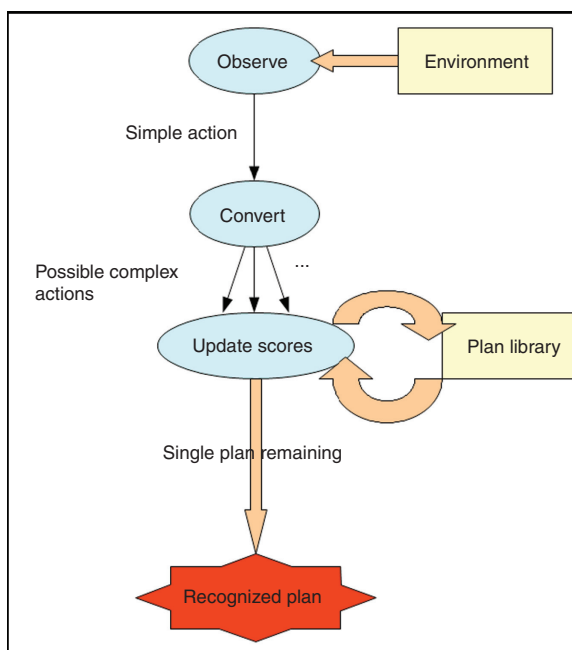 Observe
Environment
Simple action
Convert
Possible complex
actions
...
Update scores
Plan library
Single plan remaining
Recognized plan